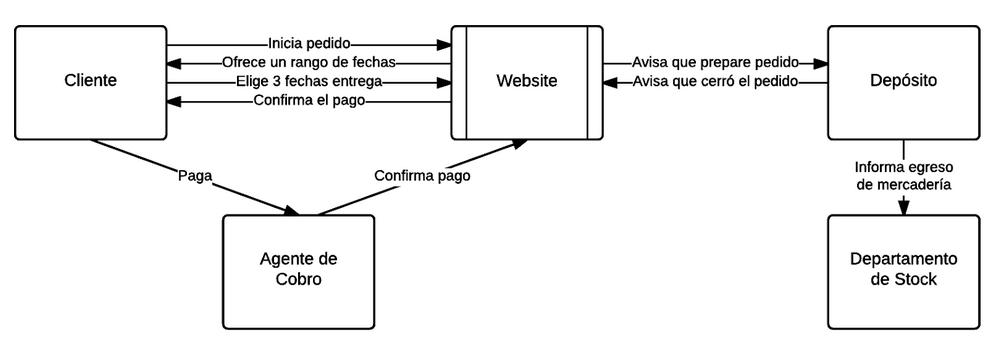 Inicia pedido
Ofrece un rango de fechas
Avisa que prepare pedido
Cliente
Elige 3 fechas entrega
Website
Avisa que cerró el pedido
Depósito
Confirma el pago
Paga
Confirma pago
Informa egreso
de mercadería
Agente de
Cobro
Departamento
de Stock